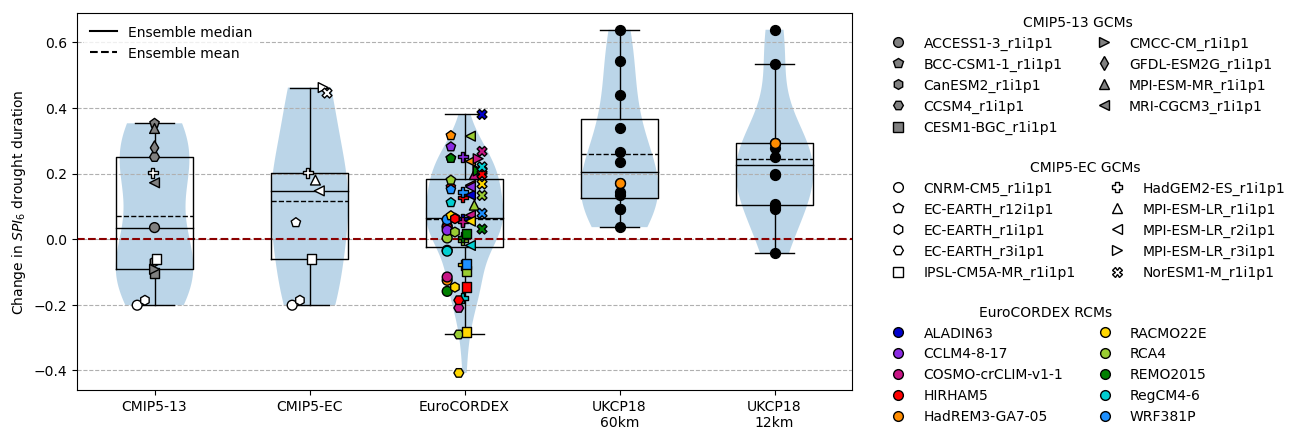 Ensemble median
Ensemble mean
Change in SPI6 drought duration
0.6
0.4
0.2
0.0
−0.2
−0.4
CMIP5-13
CMIP5-EC
EuroCORDEX
UKCP18
60km
UKCP18
12km
CMIP5-13 GCMs
ACCESS1-3_r1i1p1
BCC-CSM1-1_r1i1p1
CanESM2_r1i1p1
CCSM4_r1i1p1
CESM1-BGC_r1i1p1
CMCC-CM_r1i1p1
GFDL-ESM2G_r1i1p1
MPI-ESM-MR_r1i1p1
MRI-CGCM3_r1i1p1
CMIP5-EC GCMs
CNRM-CM5_r1i1p1
EC-EARTH_r12i1p1
EC-EARTH_r1i1p1
EC-EARTH_r3i1p1
IPSL-CM5A-MR_r1i1p1
HadGEM2-ES_r1i1p1
MPI-ESM-LR_r1i1p1
MPI-ESM-LR_r2i1p1
MPI-ESM-LR_r3i1p1
NorESM1-M_r1i1p1
EuroCORDEX RCMs
ALADIN63
CCLM4-8-17
COSMO-crCLIM-v1-1
HIRHAM5
HadREM3-GA7-05
RACMO22E
RCA4
REMO2015
RegCM4-6
WRF381P